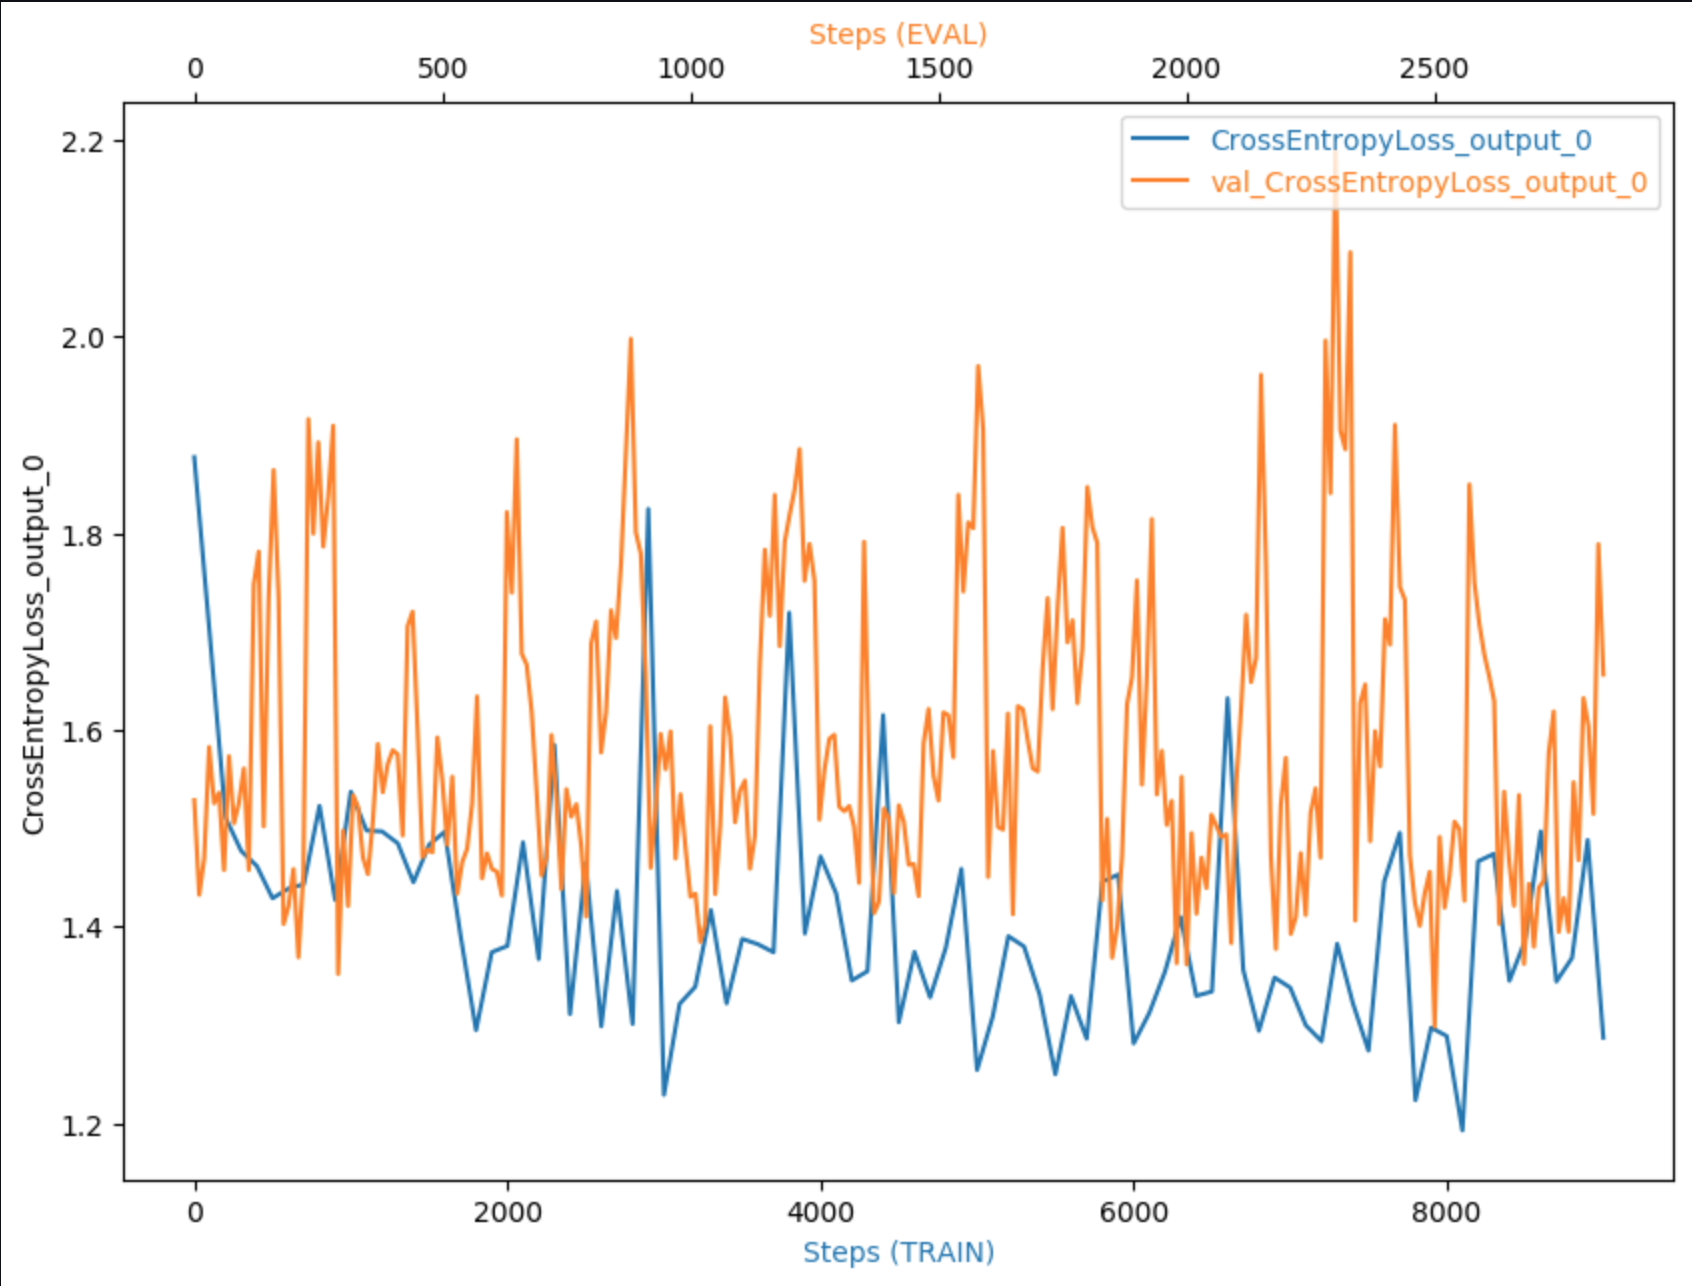 Steps (EVAL)
0 500 1000 1500 2000 2500
2.2
2.0
1.8
1.6
1.4
1.2
CrossEntropyLoss_output_0
CrossEntropyLoss_output_0
val_CrossEntropyLoss_output_0
0 2000 4000 6000 8000
Steps (TRAIN)